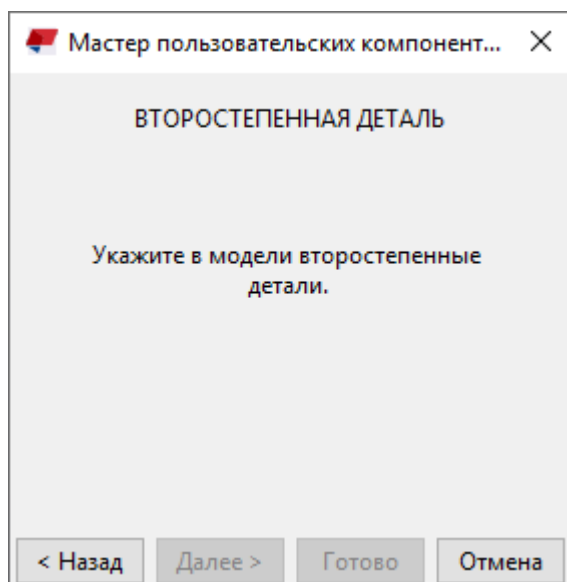 Мастер пользовательских компонент...
ВТОРОСТЕПЕННАЯ ДЕТАЛЬ
Укажите в модели второстепенные
детали.
< Назад Далее > Готово Отмена